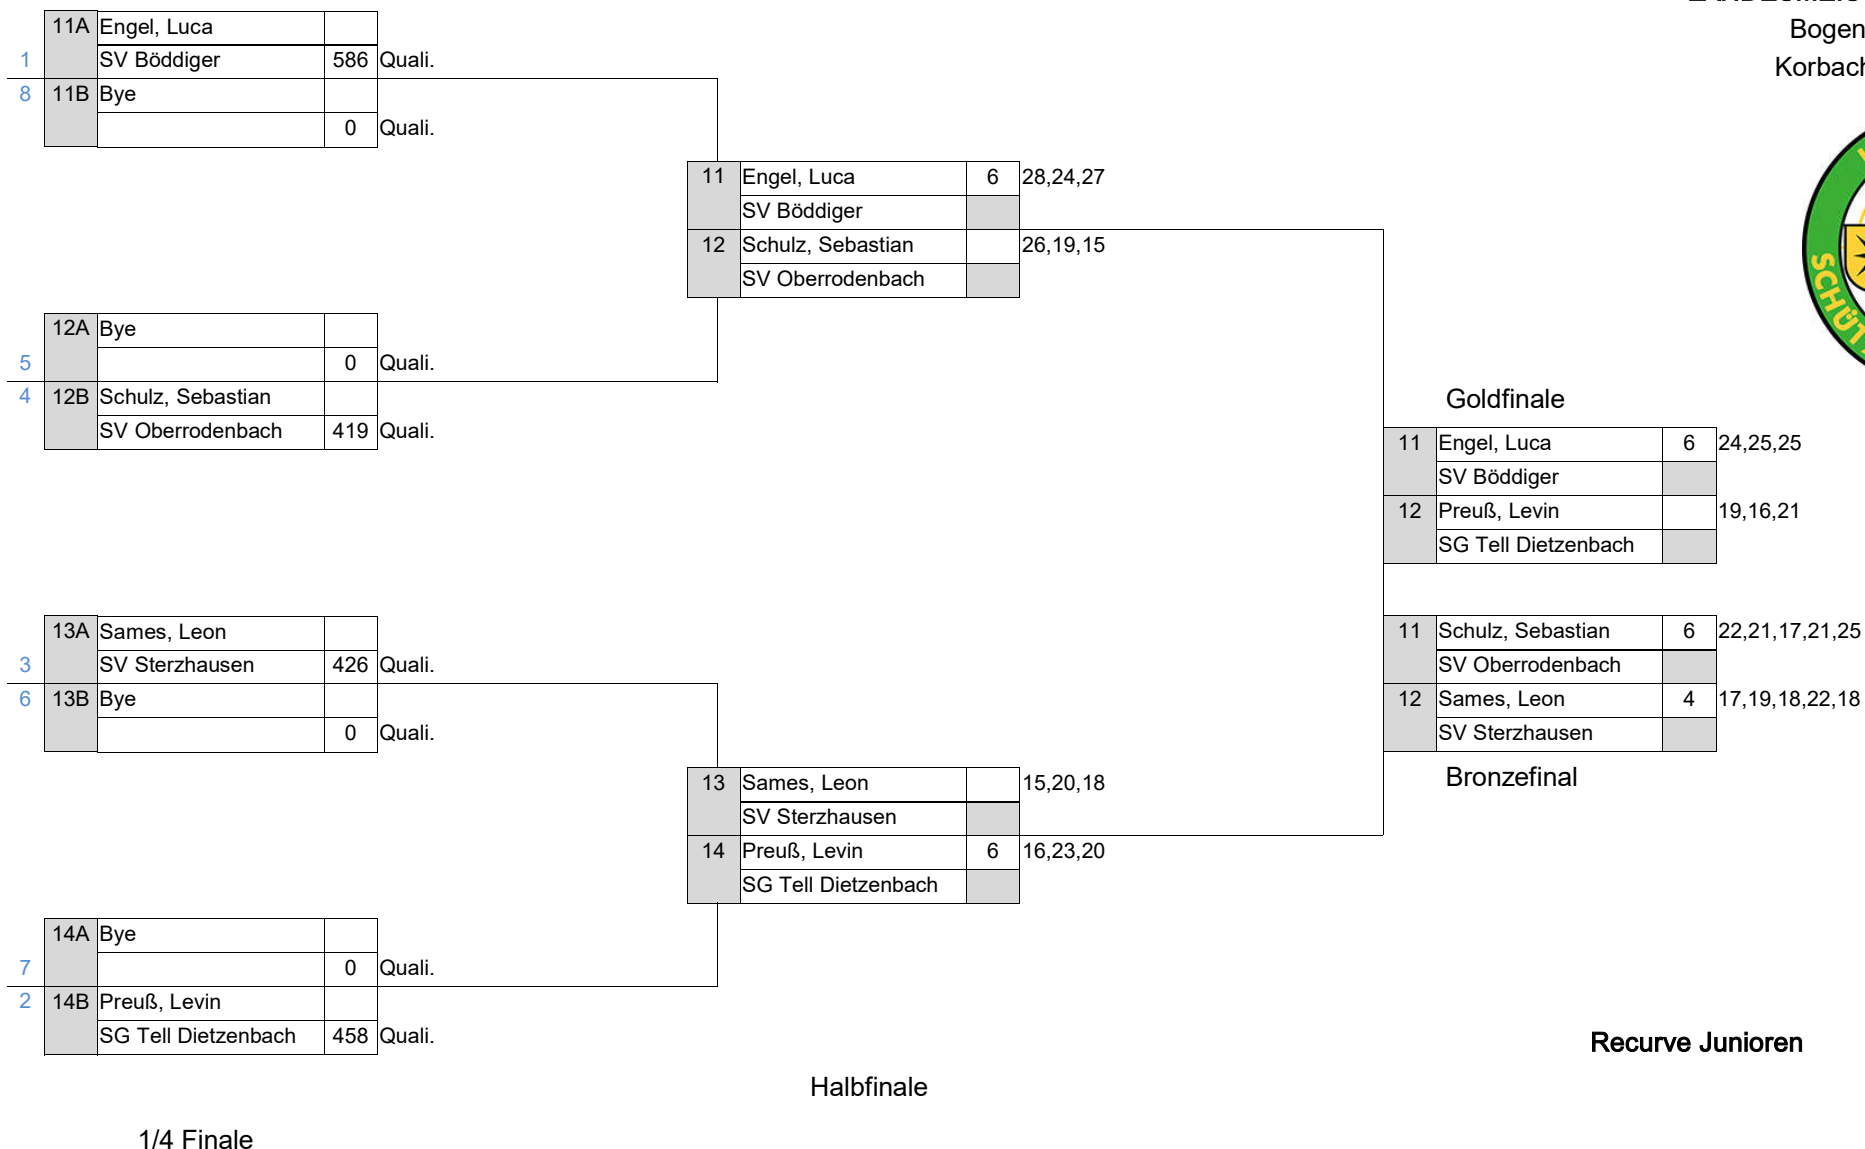 Bogen
Korbach
11A Engel, Luca
1 SV Böddiger 586 Quali.
8 11B Bye
0 Quali.
11 Engel, Luca 6 28,24,27
SV Böddiger
12 Schulz, Sebastian 26,19,15
SV Oberrodenbach
12A Bye
5 0 Quali.
4 12B Schulz, Sebastian
SV Oberrodenbach 419 Quali.
SCHÜTZ
Goldfinale
11 Engel, Luca 6 24,25,25
SV Böddiger
12 Preuß, Levin 19,16,21
SG Tell Dietzenbach
13A Sames, Leon
3 SV Sterzhausen 426 Quali.
6 13B Bye
0 Quali.
11 Schulz, Sebastian 6 22,21,17,21,25
SV Oberrodenbach
12 Sames, Leon 4 17,19,18,22,18
SV Sterzhausen
Bronzefinal
13 Sames, Leon 15,20,18
SV Sterzhausen
14 Preuß, Levin 6 16,23,20
SG Tell Dietzenbach
14A Bye
7 0 Quali.
2 14B Preuß, Levin
SG Tell Dietzenbach 458 Quali.
Recurve Junioren
Halbfinale
1/4 Finale